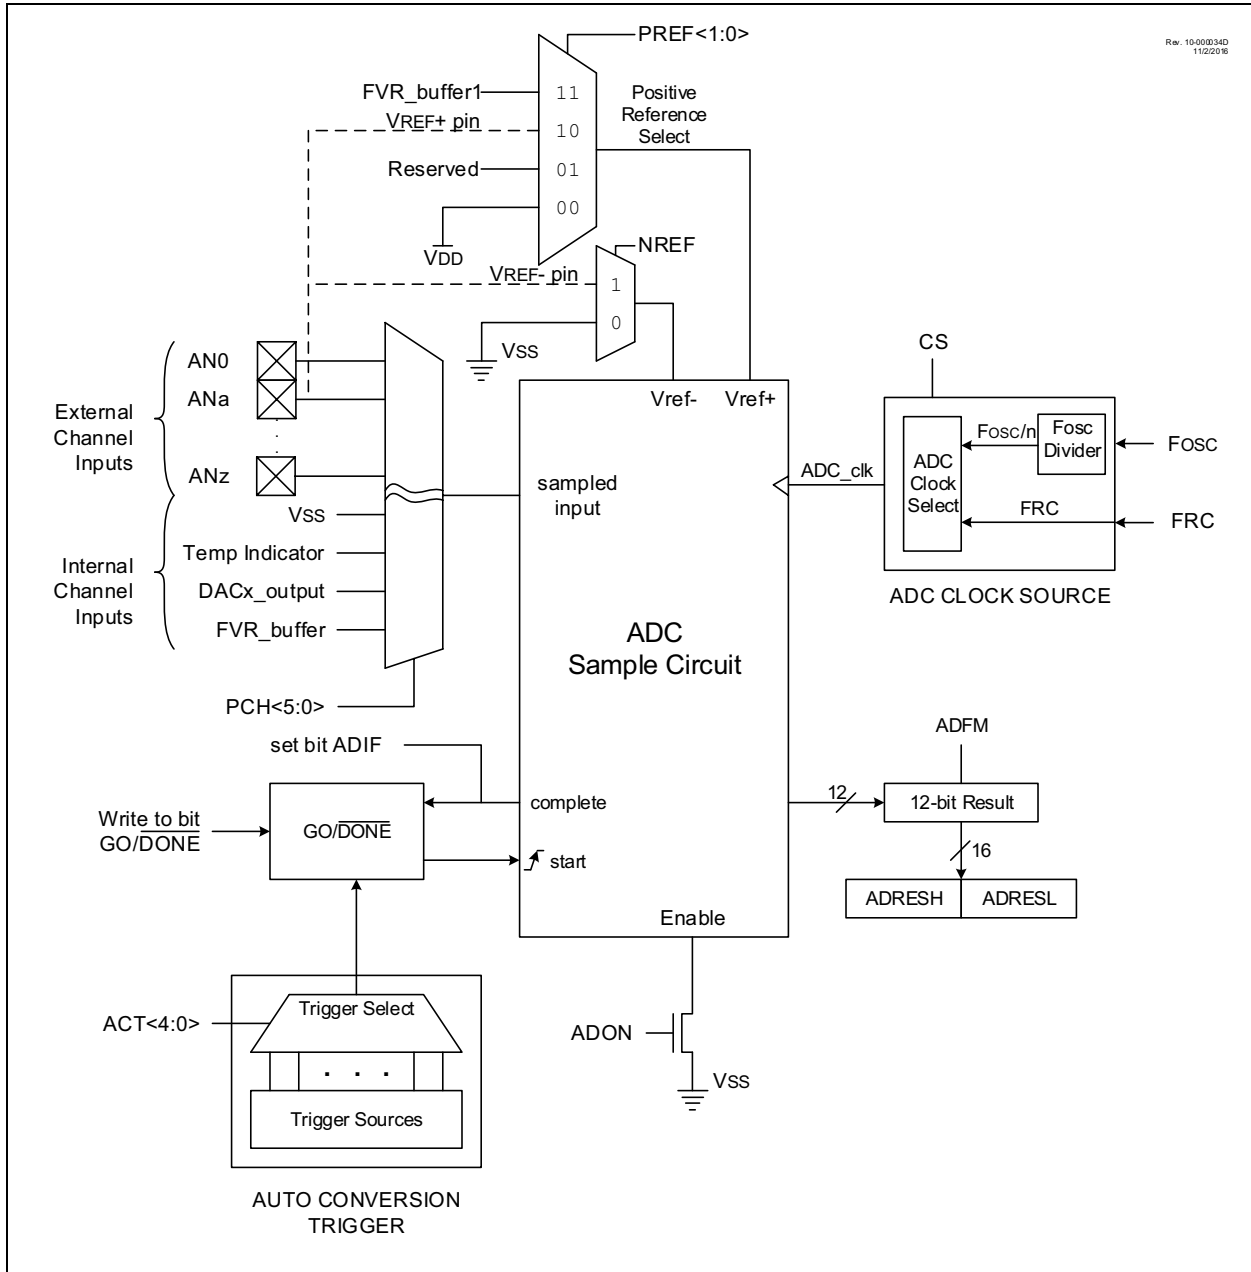 PREF<1:0>
Rev. 10-000034D
11/2/2016
FVR_buffer1
11
Positive
Reference
Select
VREF+ pin
10
Reserved
01
00
VDD
NREF
VREF- pin
1
0
VSS
AN0
ANa
External
Channel
Inputs
ANz
VSS
Temp Indicator
Internal
Channel
Inputs
DACx_output
FVR_buffer
PCH<5:0>
Vref-
Vref+
sampled
input
ADC_clk
CS
ADC
Clock
Select
Fosc/n
Fosc
Divider
FOSC
FRC
FRC
ADC CLOCK SOURCE
ADC
Sample Circuit
set bit ADIF
complete
Write to bit
GO/DONE
GO/DONE
start
ADFM
12
12-bit Result
16
ADRESH
ADRESL
Enable
ADON
VSS
ACT<4:0>
Trigger Select
. . .
Trigger Sources
AUTO CONVERSION
TRIGGER